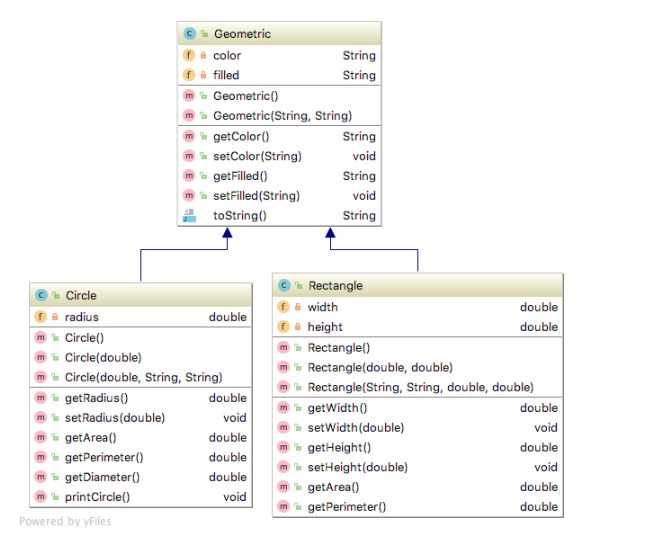 Geometric
color String
filled String
Geometric()
Geometric(String, String)
getColor() String
setColor(String) void
getFilled() String
setFilled(String) void
toString() String
Circle
radius double
Circle()
Circle(double)
Circle(double, String, String)
getRadius() double
setRadius(double) void
getArea() double
getPerimeter() double
getDiameter() double
printCircle() void
Rectangle
width double
height double
Rectangle()
Rectangle(double, double)
Rectangle(String, String, double, double)
getWidth() double
setWidth(double) void
getHeight() double
setHeight(double) void
getArea() double
getPerimeter() double
Powered by yFiles